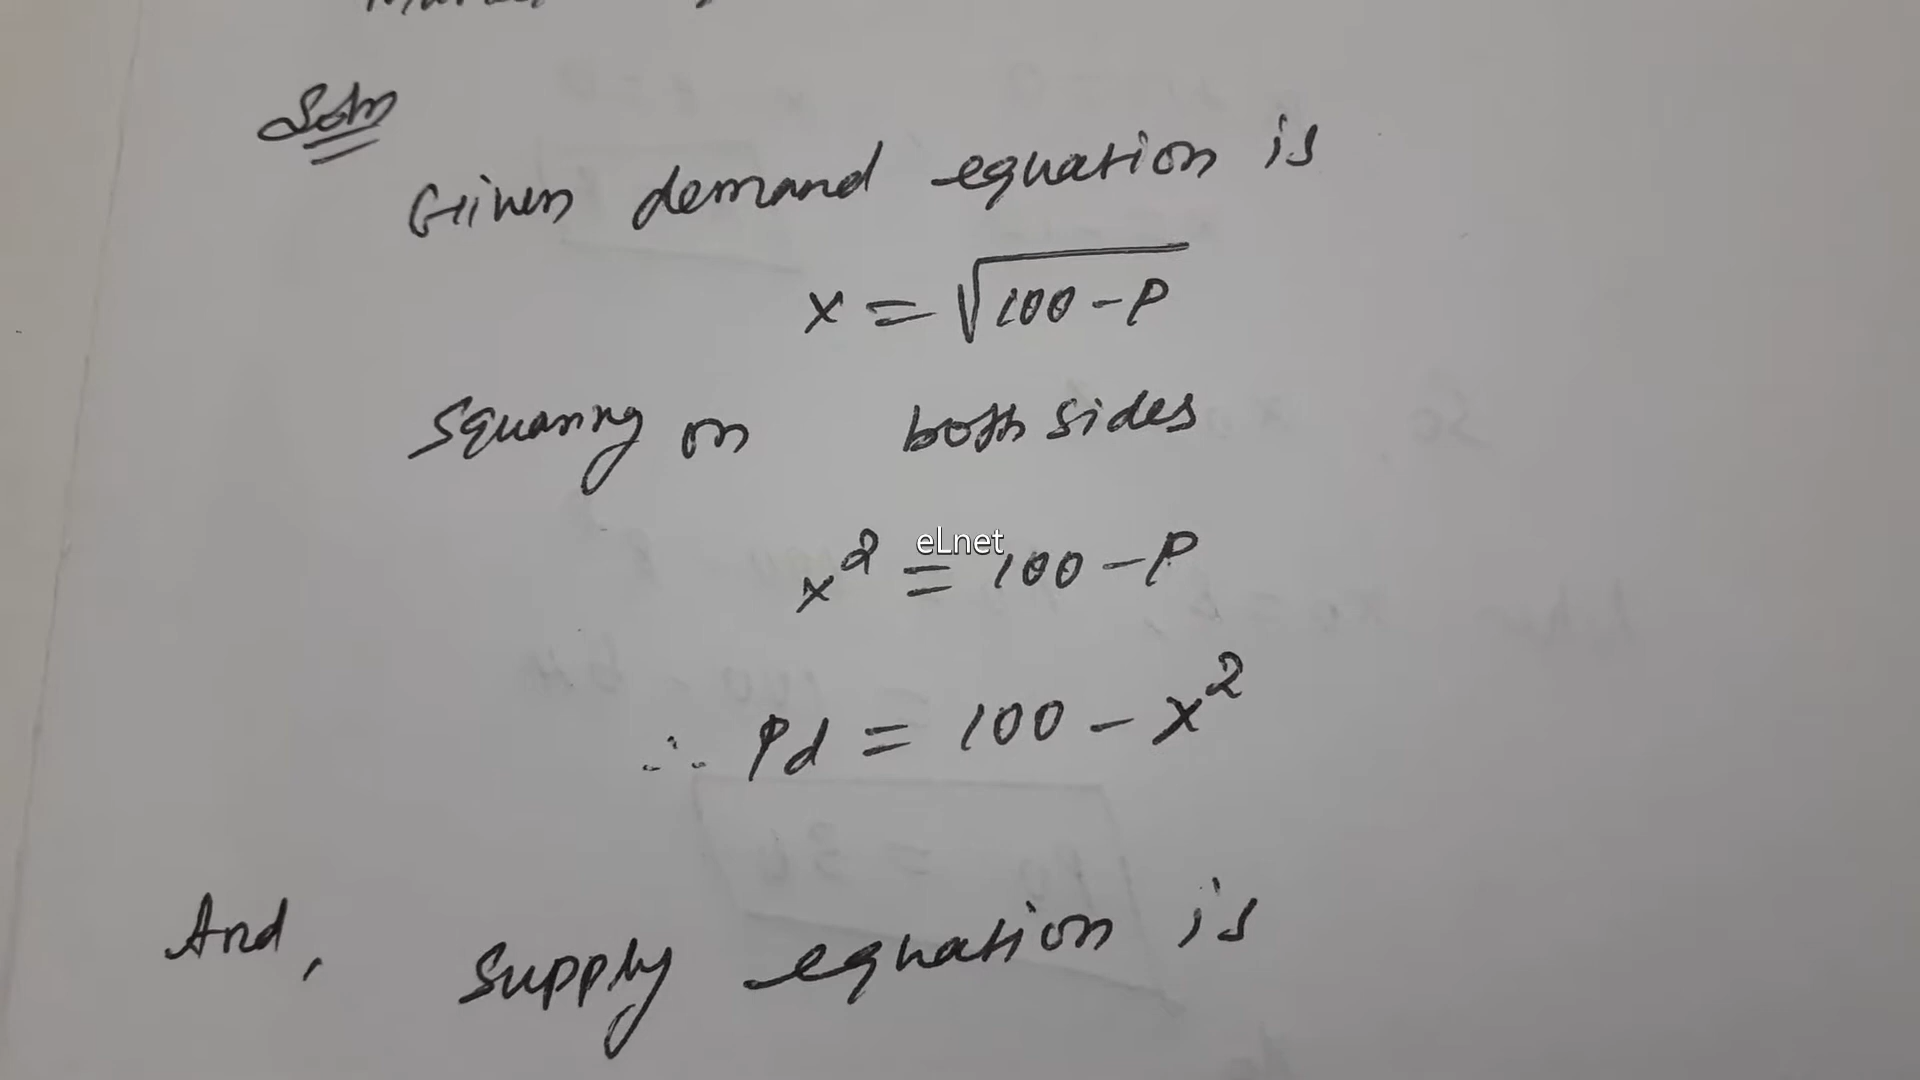 Soln
Given demand equation is
x = √100 - P
Squaring on both sides
eLnet
x² = 100 - P
∴ Pd = 100 - x²
And, Supply equation is